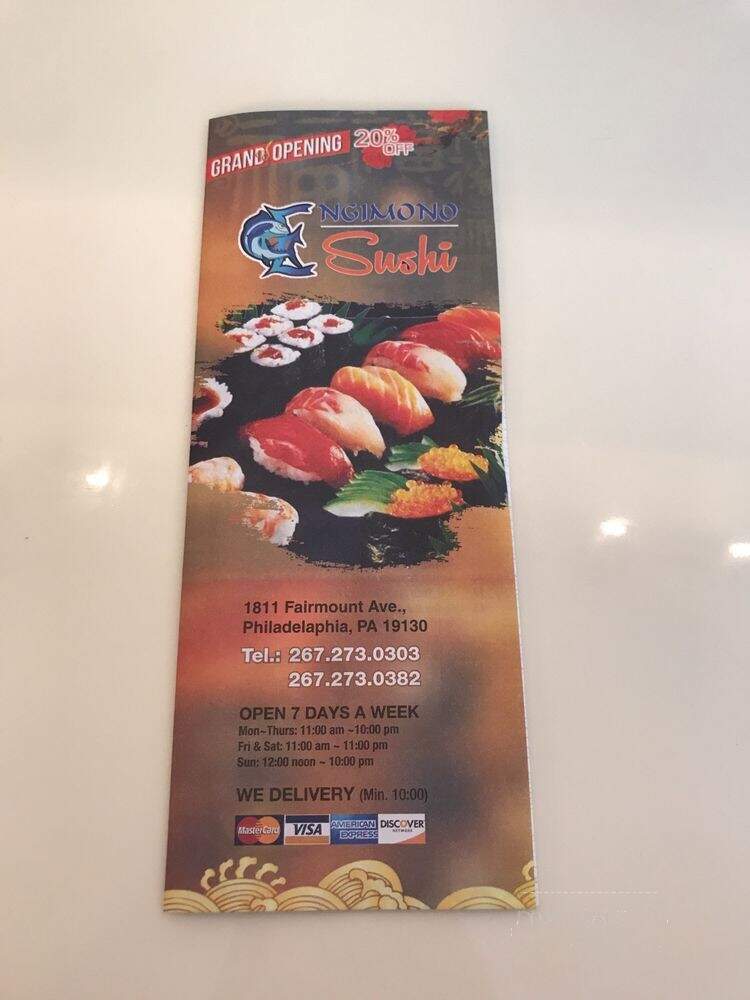 GRAND OPENING 20% OFF
NGIMONO
Sushi
1811 Fairmount Ave.,
Philadelaphia, PA 19130
Tel.: 267.273.0303
267.273.0382
OPEN 7 DAYS A WEEK
Mon~Thurs: 11:00 am ~10:00 pm
Fri & Sat: 11:00 am ~ 11:00 pm
Sun: 12:00 noon ~ 10:00 pm
WE DELIVERY (Min. 10:00)
MasterCard VISA AMERICAN EXPRESS DISCOVER NETWORK